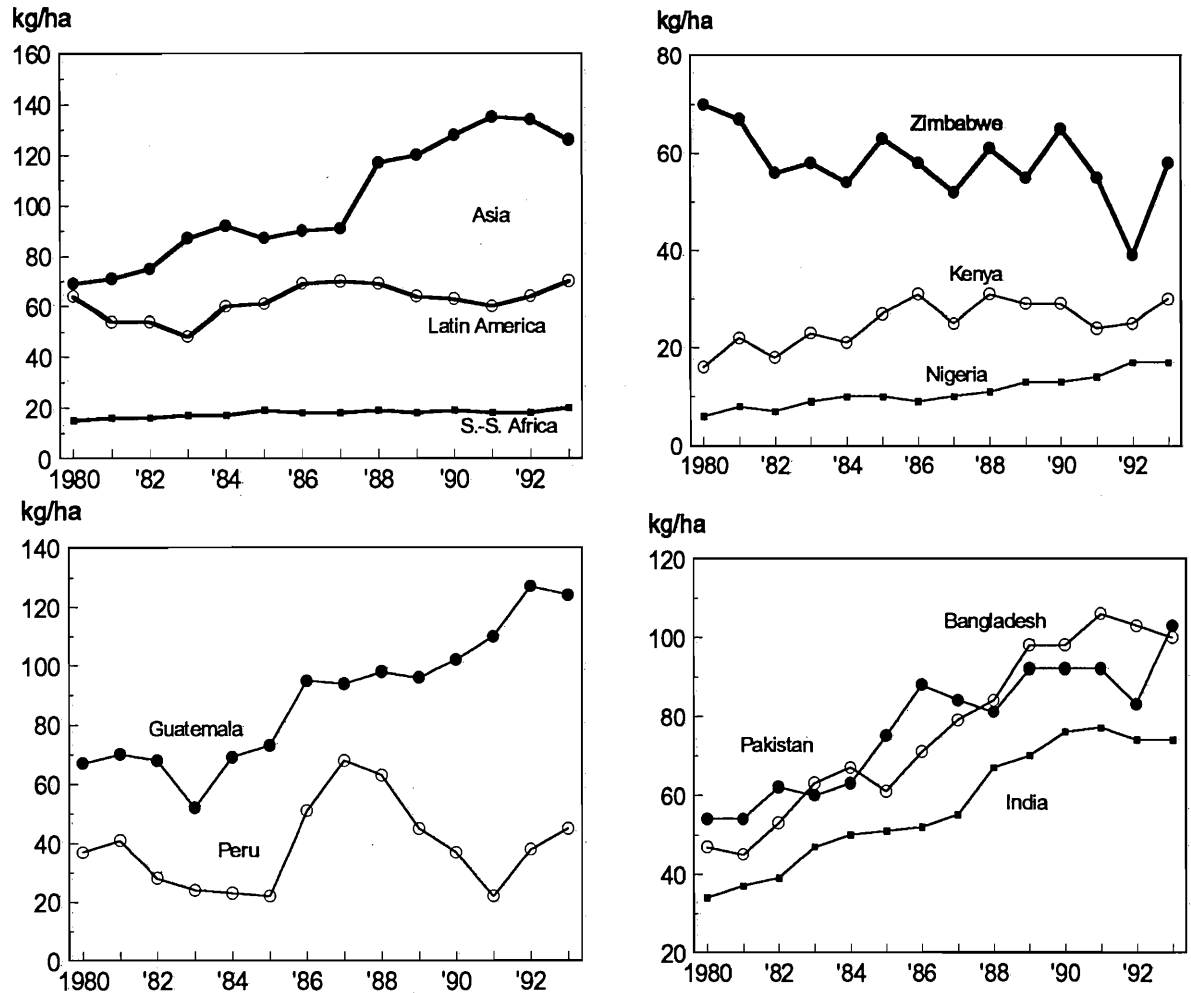 kg/ha
160
140
120
100
80
60
40
20
0
Asia
Latin America
S.-S. Africa
1980 '82 '84 '86 '88 '90 '92
kg/ha
80
60
40
20
0
Zimbabwe
Kenya
Nigeria
1980 '82 '84 '86 '88 '90 '92
kg/ha
140
120
100
80
60
40
20
0
Guatemala
Peru
1980 '82 '84 '86 '88 '90 '92
kg/ha
120
100
80
60
40
20
Bangladesh
Pakistan
India
1980 '82 '84 '86 '88 '90 '92